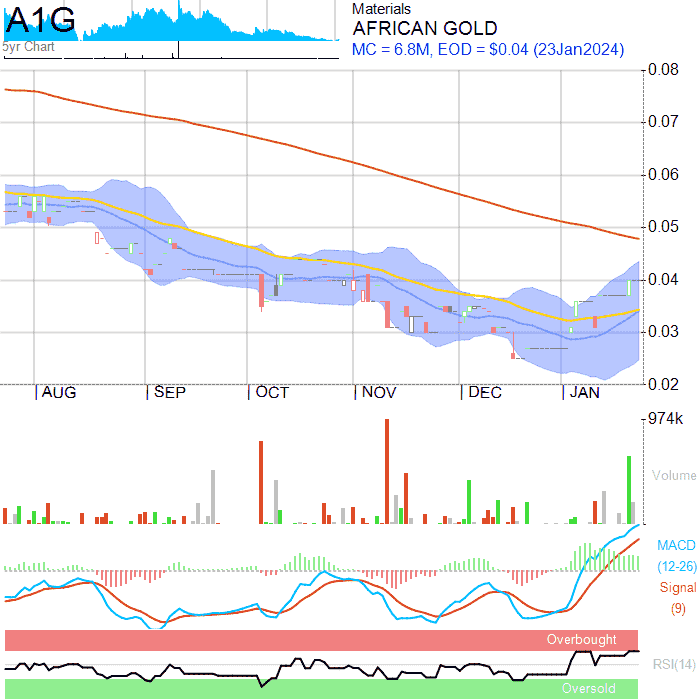 A1G
5yr Chart
Materials
AFRICAN GOLD
MC = 6.8M, EOD = $0.04 (23Jan2024)
0.08
0.07
0.06
0.05
0.04
0.03
0.02
AUG SEP OCT NOV DEC JAN
974k
Volume
MACD
(12-26)
Signal
(9)
Overbought
RSI(14)
Oversold